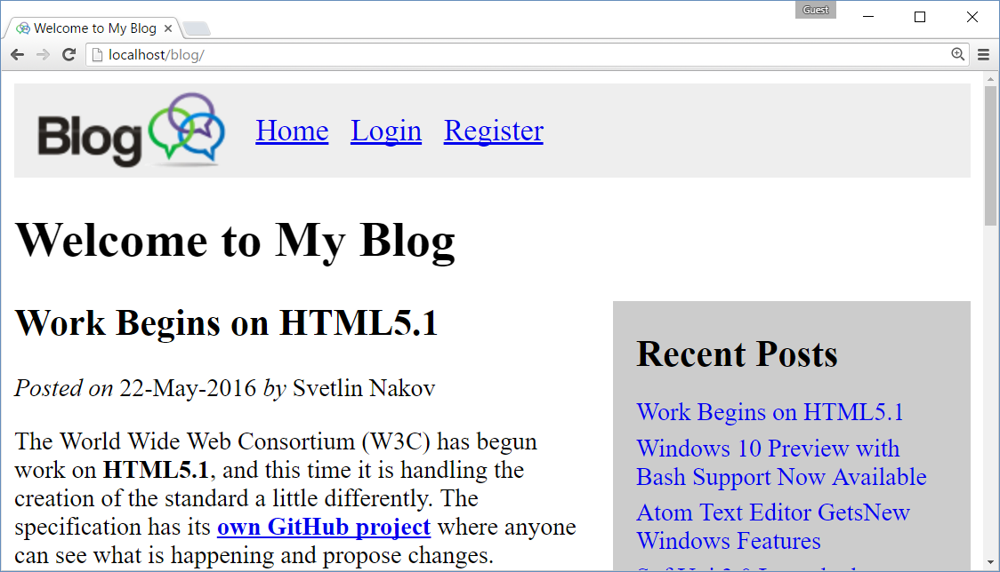 Guest
Welcome to My Blog
localhost/blog/
Blog
Home Login Register
Welcome to My Blog
Work Begins on HTML5.1
Posted on 22-May-2016 by Svetlin Nakov
The World Wide Web Consortium (W3C) has begun
work on HTML5.1, and this time it is handling the
creation of the standard a little differently. The
specification has its own GitHub project where anyone
can see what is happening and propose changes.
Recent Posts
Work Begins on HTML5.1
Windows 10 Preview with
Bash Support Now Available
Atom Text Editor GetsNew
Windows Features